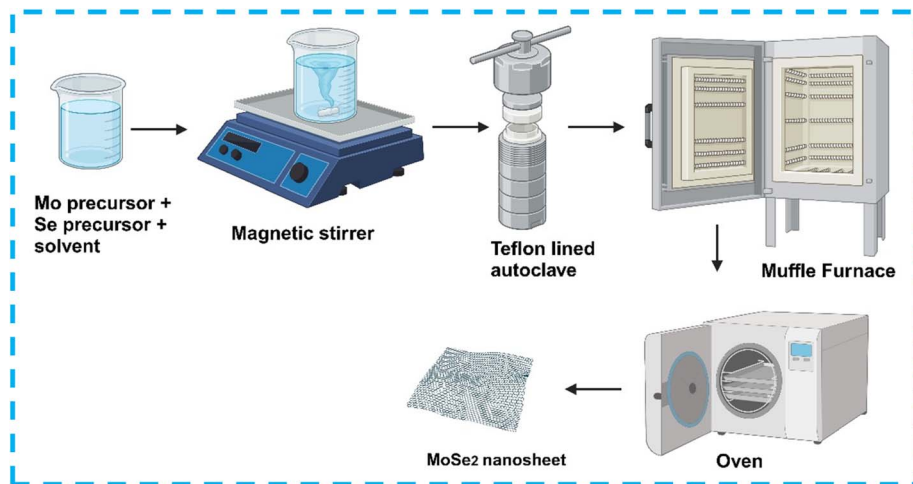 Mo precursor +
Se precursor +
solvent
Magnetic stirrer
Teflon lined
autoclave
Muffle Furnace
MoSe2 nanosheet
Oven